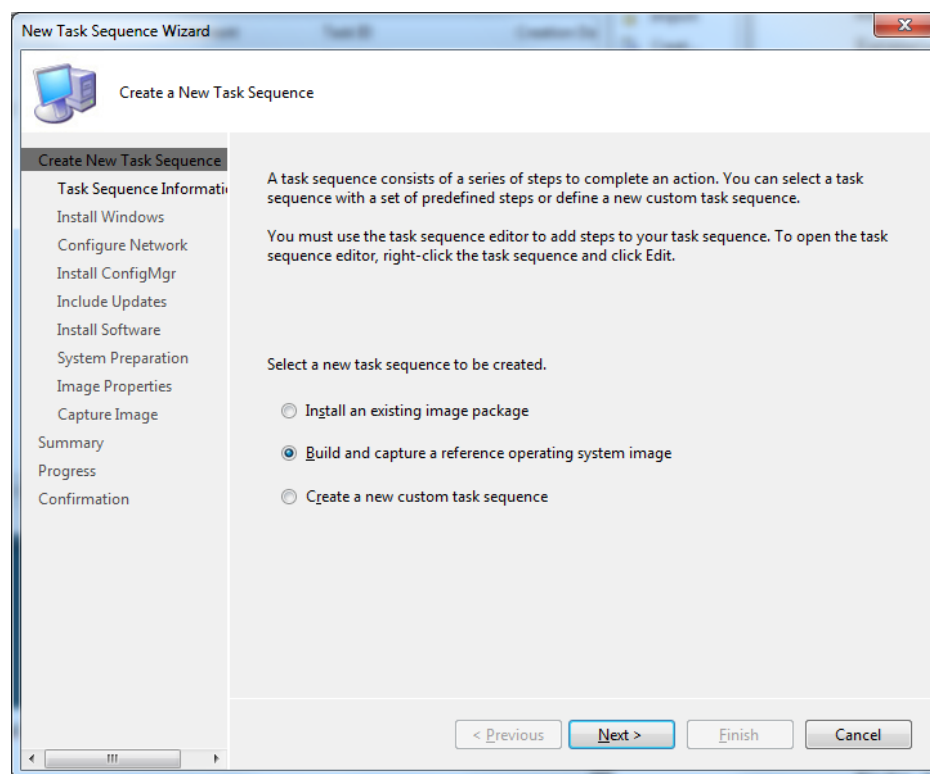 New Task Sequence Wizard
Create a New Task Sequence
Create New Task Sequence
Task Sequence Informati
Install Windows
Configure Network
Install ConfigMgr
Include Updates
Install Software
System Preparation
Image Properties
Capture Image
Summary
Progress
Confirmation
A task sequence consists of a series of steps to complete an action. You can select a task
sequence with a set of predefined steps or define a new custom task sequence.
You must use the task sequence editor to add steps to your task sequence. To open the task
sequence editor, right-click the task sequence and click Edit.
Select a new task sequence to be created.
Install an existing image package
Build and capture a reference operating system image
Create a new custom task sequence
< Previous
Next >
Finish
Cancel